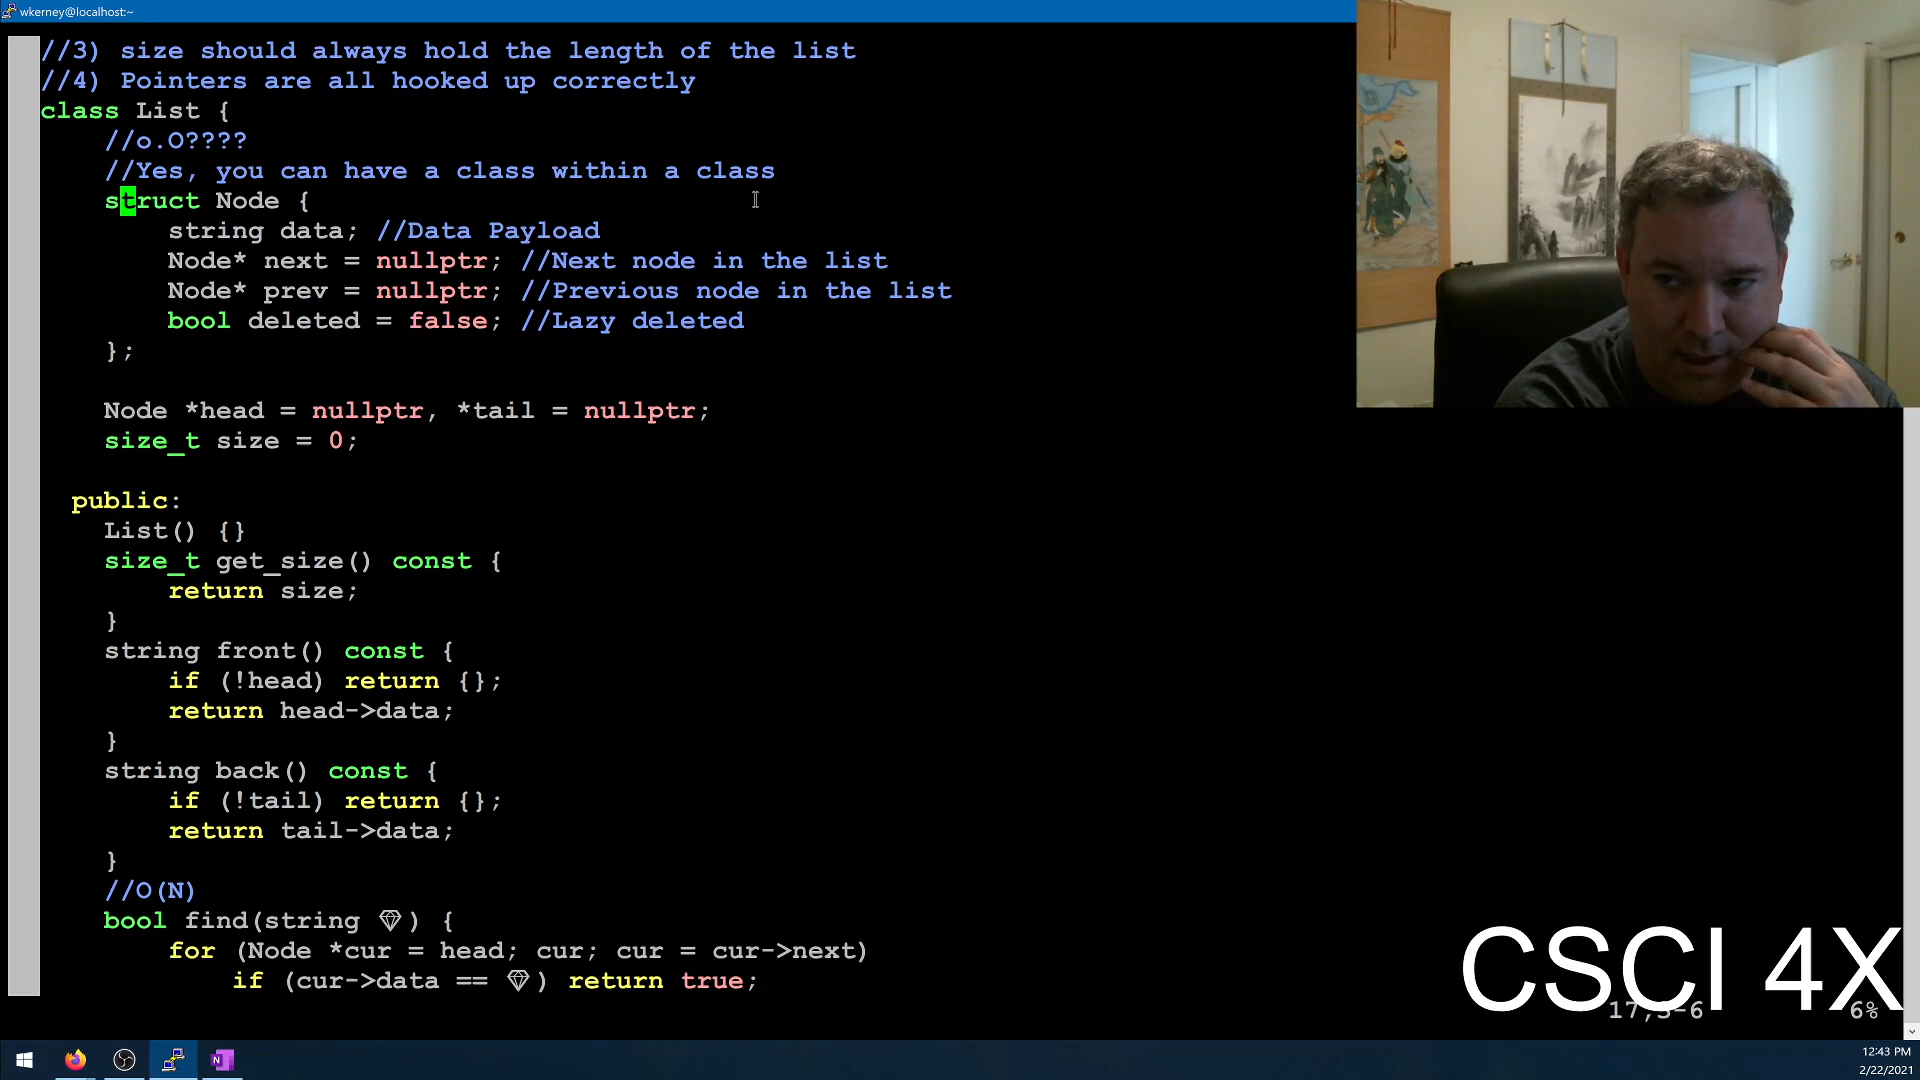 wkerney@localhost:~
//3) size should always hold the length of the list
//4) Pointers are all hooked up correctly
class List {
//o.O????
//Yes, you can have a class within a class
struct Node {
string data; //Data Payload
Node* next = nullptr; //Next node in the list
Node* prev = nullptr; //Previous node in the list
bool deleted = false; //Lazy deleted
};
Node *head = nullptr, *tail = nullptr;
size_t size = 0;
public:
List() {}
size_t get_size() const {
return size;
}
string front() const {
if (!head) return {};
return head->data;
}
string back() const {
if (!tail) return {};
return tail->data;
}
//O(N)
bool find(string 💎) {
for (Node *cur = head; cur; cur = cur->next)
if (cur->data == 💎) return true;
CSCI 4X
6%
12:43 PM
2/22/2021